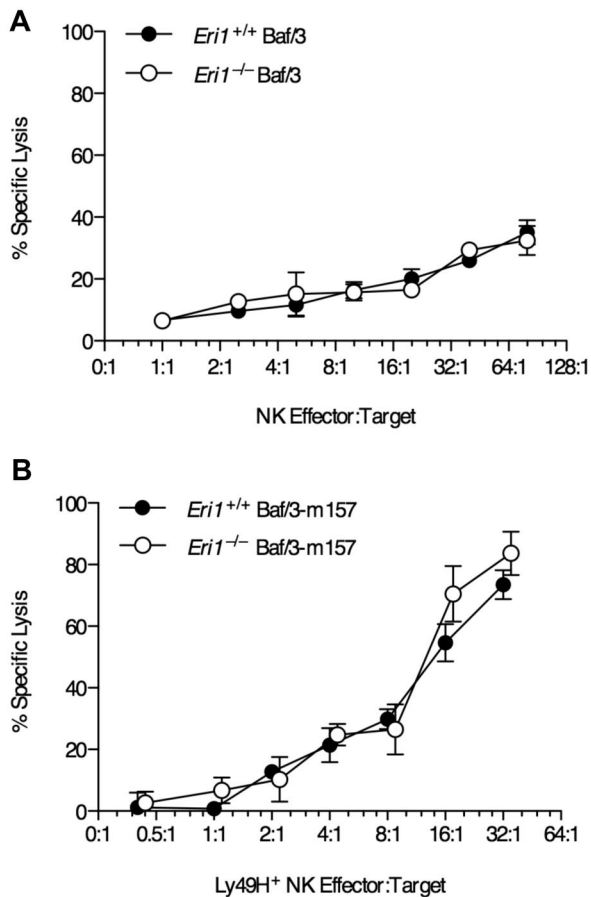 A
100
80
60
40
20
0
% Specific Lysis
Eri1+/+ Baf/3
Eri1–/– Baf/3
0:1 1:1 2:1 4:1 8:1 16:1 32:1 64:1 128:1
NK Effector:Target
B
100
80
60
40
20
0
% Specific Lysis
Eri1+/+ Baf/3-m157
Eri1–/– Baf/3-m157
0:1 0.5:1 1:1 2:1 4:1 8:1 16:1 32:1 64:1
Ly49H+ NK Effector:Target